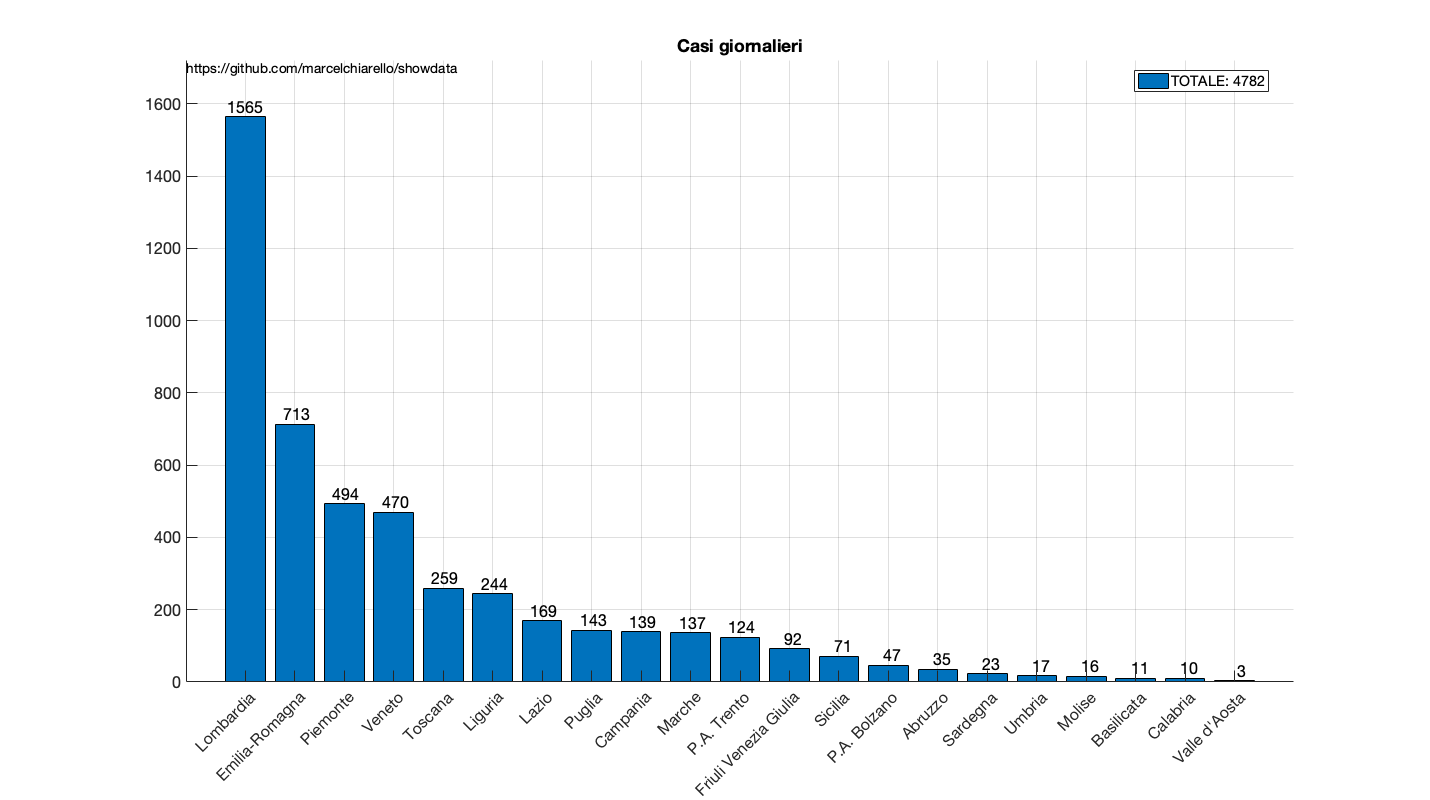 Casi giornalieri
https://github.com/marcelchiarello/showdata
TOTALE: 4782
1600
1400
1200
1000
800
600
400
200
0
1565
713
494
470
259
244
169
143
139
137
124
92
71
47
35
23
17
16
11
10
3
Lombardia
Emilia-Romagna
Piemonte
Veneto
Toscana
Liguria
Lazio
Puglia
Campania
Marche
P.A. Trento
Friuli Venezia Giulia
Sicilia
P.A. Bolzano
Abruzzo
Sardegna
Umbria
Molise
Basilicata
Calabria
Valle d'Aosta